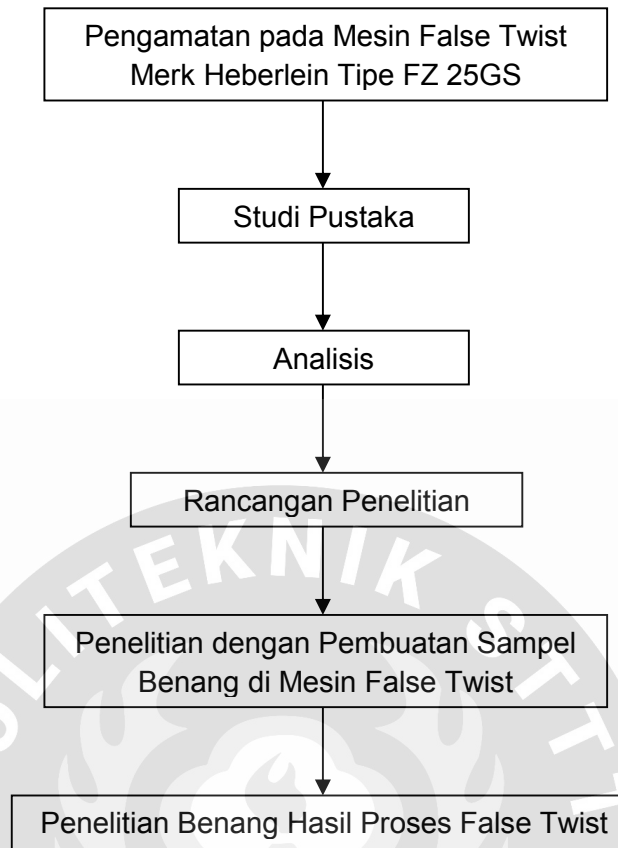 Pengamatan pada Mesin False Twist
Merk Heberlein Tipe FZ 25GS
Studi Pustaka
Analisis
Rancangan Penelitian
Penelitian dengan Pembuatan Sampel
Benang di Mesin False Twist
Penelitian Benang Hasil Proses False Twist